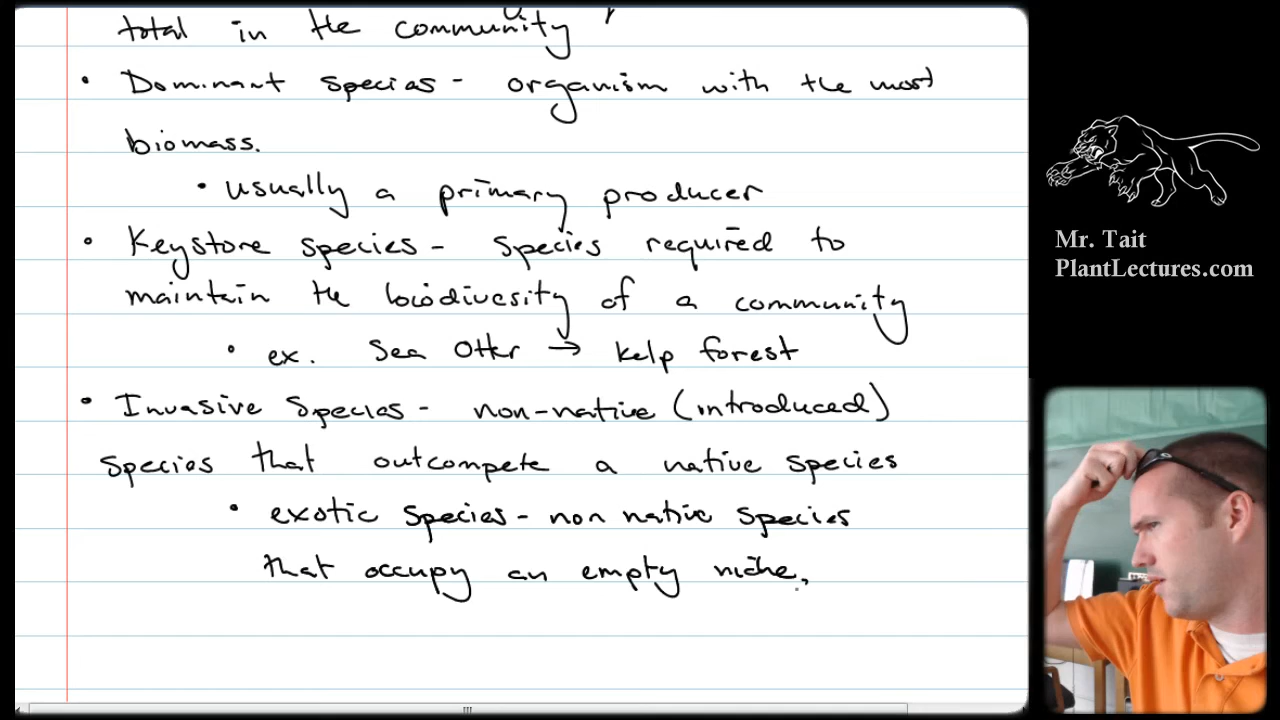 total in the community
• Dominant species - organism with the most
biomass.
• usually a primary producer
• Keystone species - species required to
maintain the biodiversity of a community
• ex. Sea Otter → kelp forest
• Invasive Species - non-native (introduced)
species that outcompete a native species
• exotic species - non native species
that occupy an empty niche,
Mr. Tait
PlantLectures.com